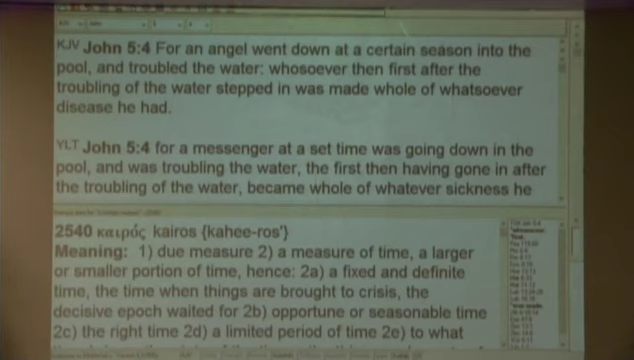 KJV John 5:4 For an angel went down at a certain season into the
pool, and troubled the water: whosoever then first after the
troubling of the water stepped in was made whole of whatsoever
disease he had.
YLT John 5:4 for a messenger at a set time was going down in the
pool, and was troubling the water, the first then having gone in after
the troubling of the water, became whole of whatever sickness he
2540 καιρός kairos {kahee-ros'}
Meaning: 1) due measure 2) a measure of time, a larger
or smaller portion of time, hence: 2a) a fixed and definite
time, the time when things are brought to crisis, the
decisive epoch waited for 2b) opportune or seasonable time
2c) the right time 2d) a limited period of time 2e) to what